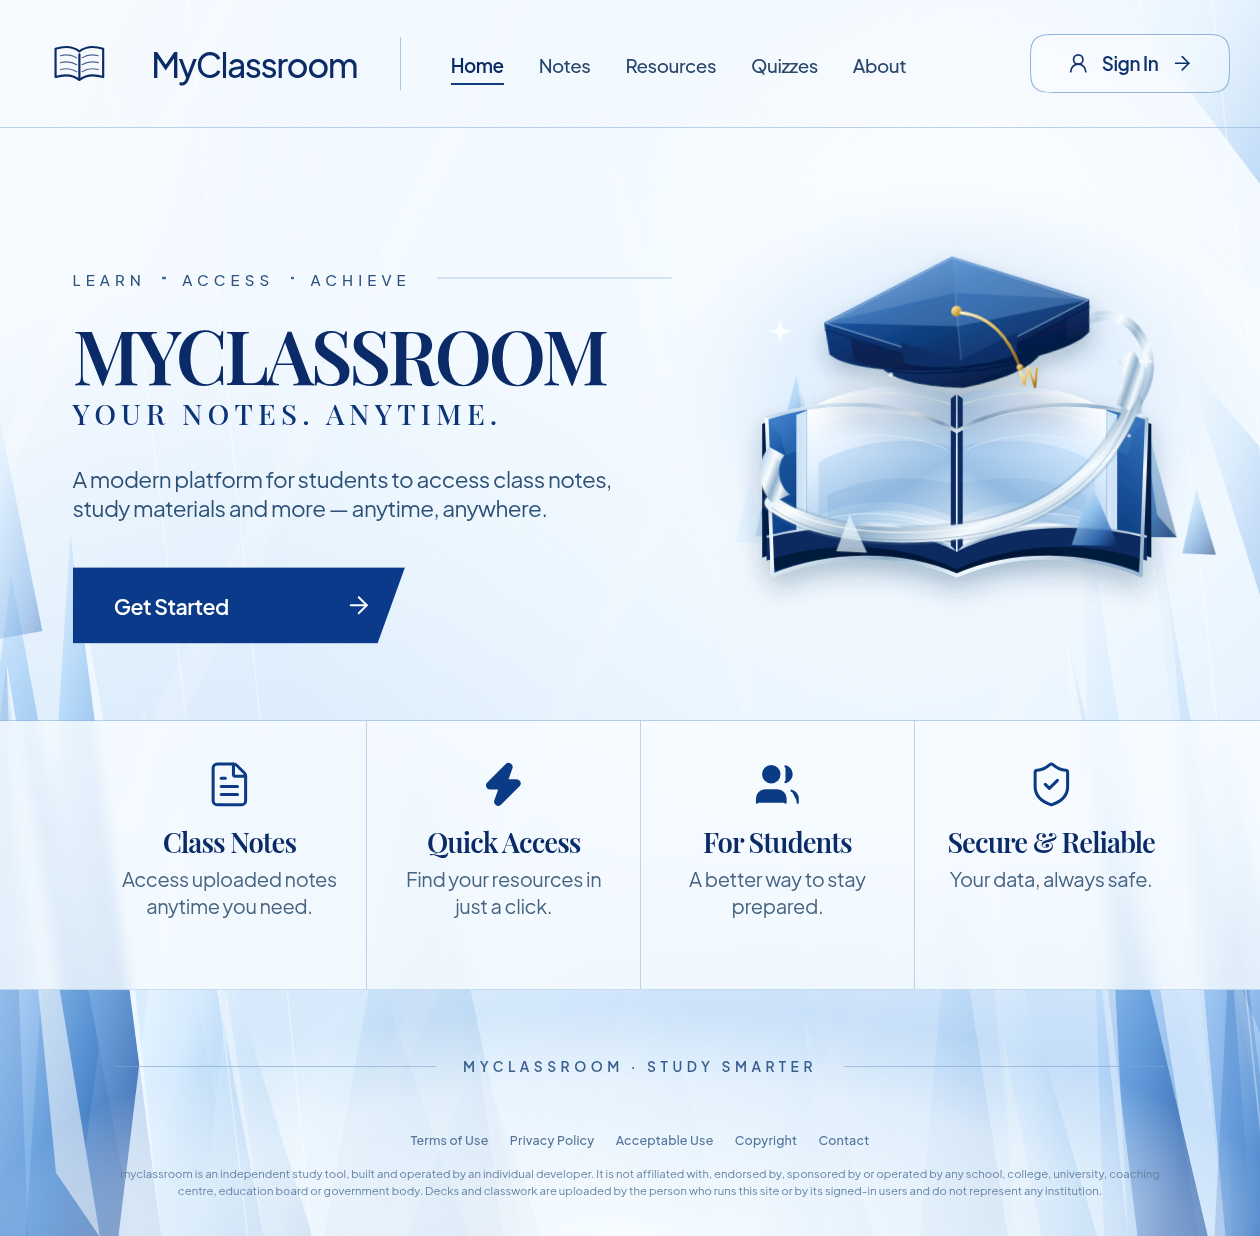 MyClassroom
Home Notes Resources Quizzes About
Sign In
LEARN · ACCESS · ACHIEVE
MYCLASSROOM
YOUR NOTES. ANYTIME.
A modern platform for students to access class notes,
study materials and more — anytime, anywhere.
Get Started
Class Notes
Access uploaded notes
anytime you need.
Quick Access
Find your resources in
just a click.
For Students
A better way to stay
prepared.
Secure & Reliable
Your data, always safe.
MYCLASSROOM · STUDY SMARTER
Terms of Use Privacy Policy Acceptable Use Copyright Contact
myclassroom is an independent study tool, built and operated by an individual developer. It is not affiliated with, endorsed by, sponsored by or operated by any school, college, university, coaching
centre, education board or government body. Decks and classwork are uploaded by the person who runs this site or by its signed-in users and do not represent any institution.